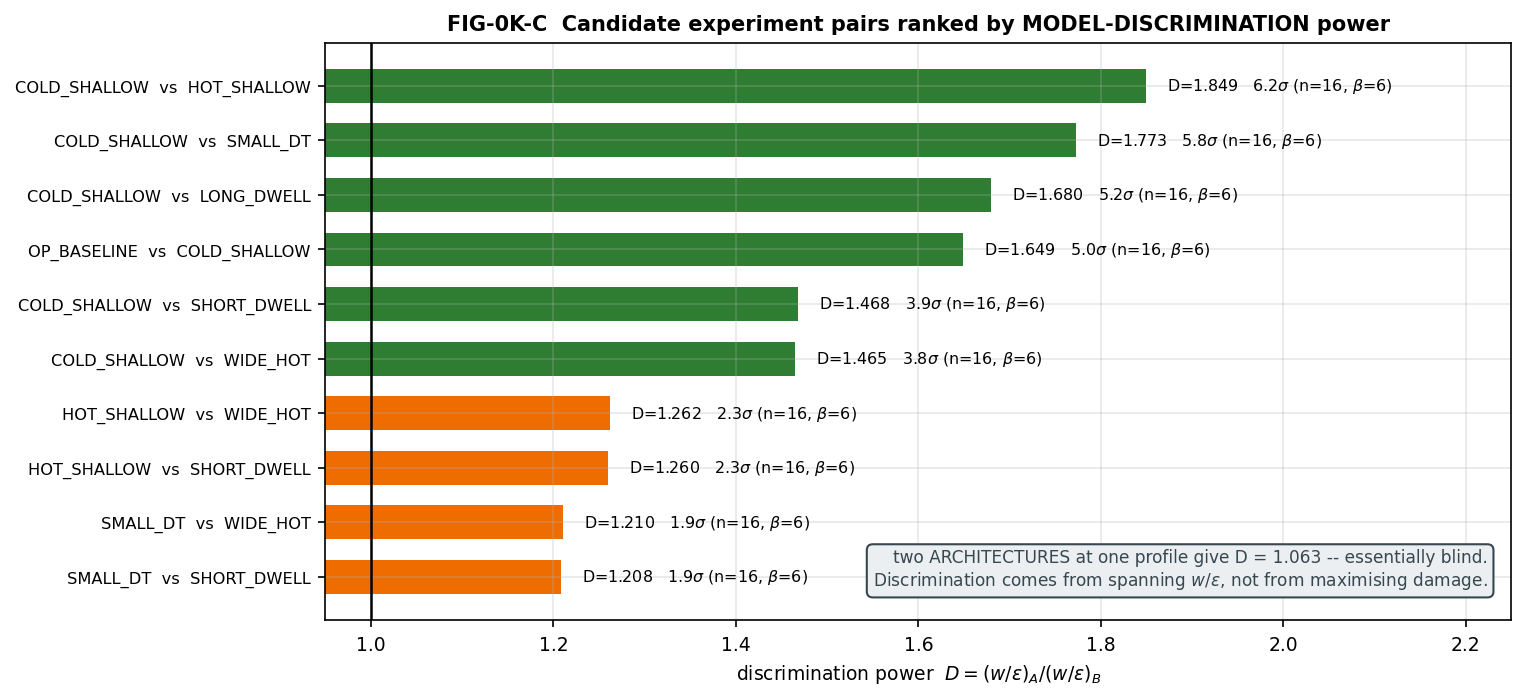 FIG-0K-C  Candidate experiment pairs ranked by MODEL-DISCRIMINATION power
COLD_SHALLOW  vs  HOT_SHALLOW
D=1.849   6.2σ (n=16, β=6)
COLD_SHALLOW  vs  SMALL_DT
D=1.773   5.8σ (n=16, β=6)
COLD_SHALLOW  vs  LONG_DWELL
D=1.680   5.2σ (n=16, β=6)
OP_BASELINE  vs  COLD_SHALLOW
D=1.649   5.0σ (n=16, β=6)
COLD_SHALLOW  vs  SHORT_DWELL
D=1.468   3.9σ (n=16, β=6)
COLD_SHALLOW  vs  WIDE_HOT
D=1.465   3.8σ (n=16, β=6)
HOT_SHALLOW  vs  WIDE_HOT
D=1.262   2.3σ (n=16, β=6)
HOT_SHALLOW  vs  SHORT_DWELL
D=1.260   2.3σ (n=16, β=6)
SMALL_DT  vs  WIDE_HOT
D=1.210   1.9σ (n=16, β=6)
SMALL_DT  vs  SHORT_DWELL
D=1.208   1.9σ (n=16, β=6)
two ARCHITECTURES at one profile give D = 1.063 -- essentially blind.
Discrimination comes from spanning w/ε, not from maximising damage.
1.0 1.2 1.4 1.6 1.8 2.0 2.2
discrimination power  D = (w/ε)_A/(w/ε)_B